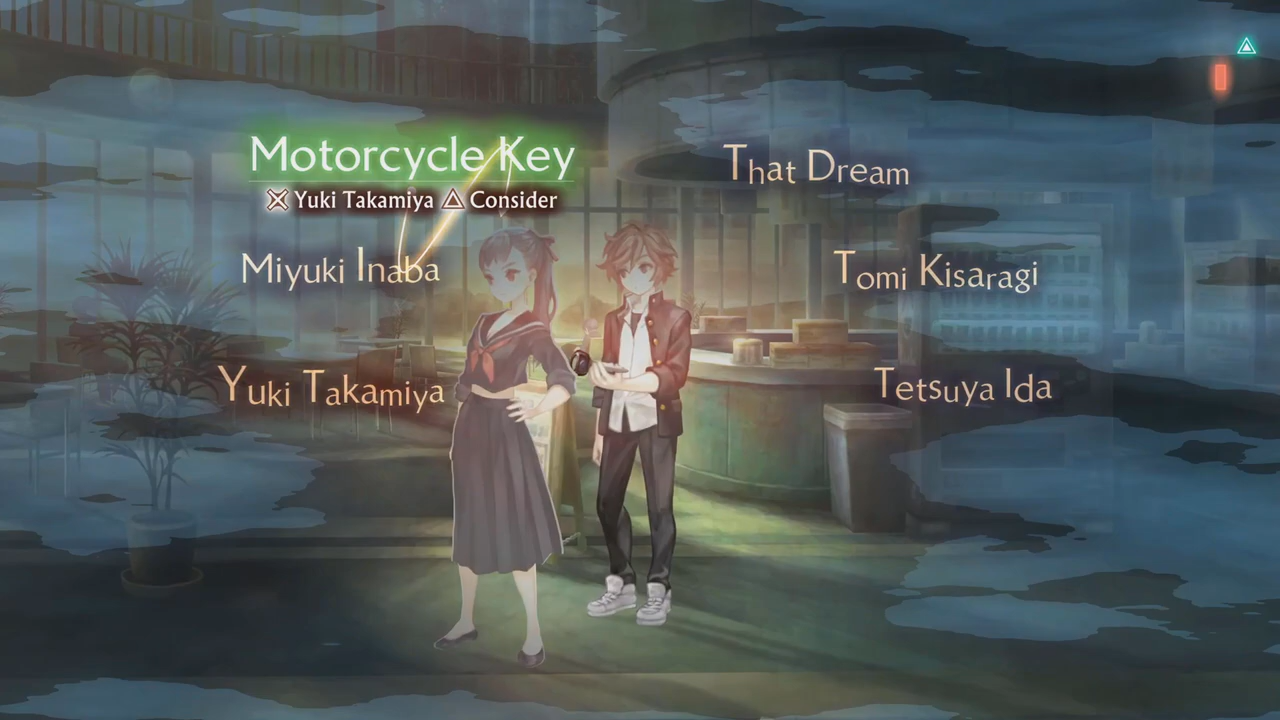 Motorcycle Key
Yuki Takamiya Consider
That Dream
Miyuki Inaba
Tomi Kisaragi
Yuki Takamiya
Tetsuya Ida